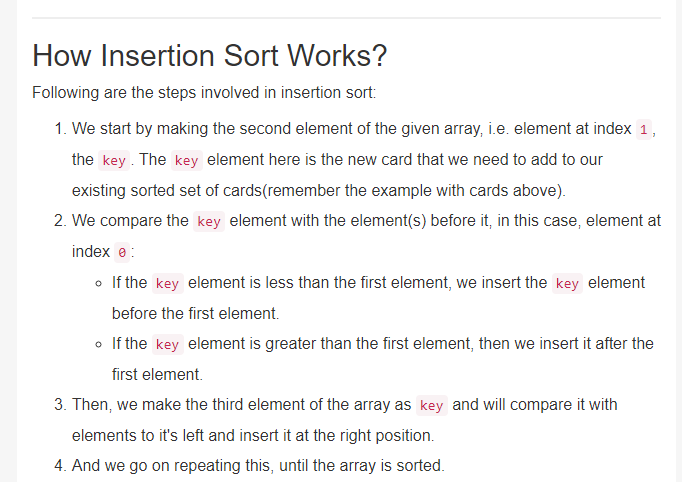 How Insertion Sort Works?
Following are the steps involved in insertion sort:
1. We start by making the second element of the given array, i.e. element at index 1,
the key. The key element here is the new card that we need to add to our
existing sorted set of cards(remember the example with cards above).
2. We compare the key element with the element(s) before it, in this case, element at
index 0:
◦ If the key element is less than the first element, we insert the key element
before the first element.
◦ If the key element is greater than the first element, then we insert it after the
first element.
3. Then, we make the third element of the array as key and will compare it with
elements to it's left and insert it at the right position.
4. And we go on repeating this, until the array is sorted.